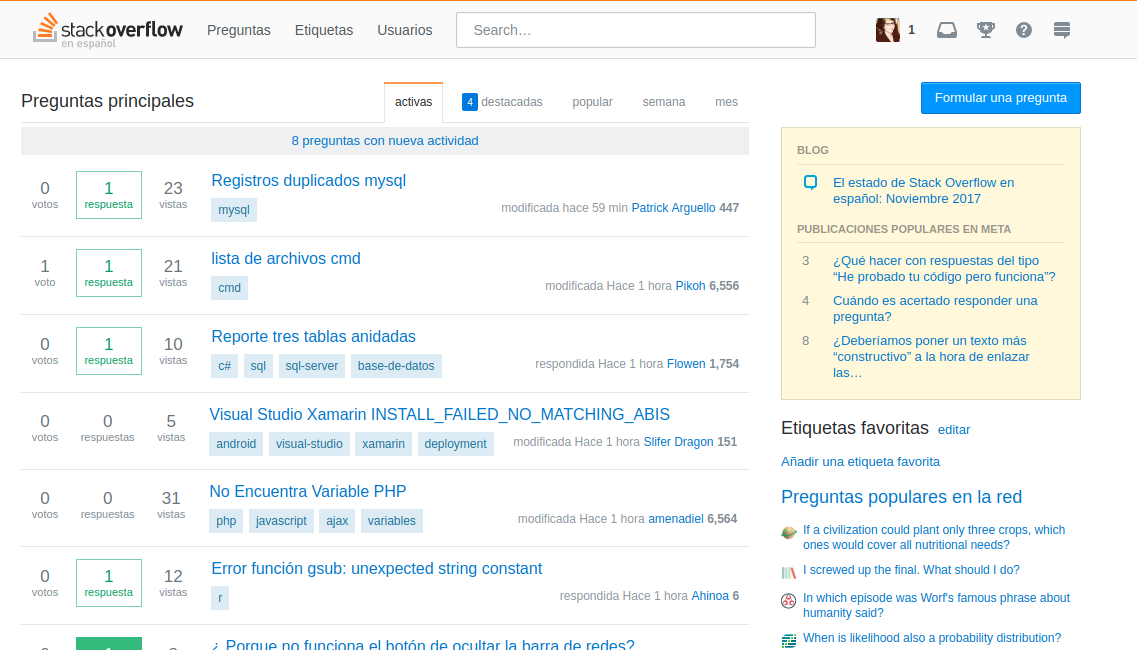 stackoverflow
en español
Preguntas Etiquetas Usuarios Search… 1
Preguntas principales
activas 4 destacadas popular semana mes
8 preguntas con nueva actividad
0 votos 1 respuesta 23 vistas
Registros duplicados mysql
mysql
modificada hace 59 min Patrick Arguello 447
1 voto 1 respuesta 21 vistas
lista de archivos cmd
cmd
modificada Hace 1 hora Pikoh 6,556
0 votos 1 respuesta 10 vistas
Reporte tres tablas anidadas
c# sql sql-server base-de-datos
respondida Hace 1 hora Flowen 1,754
0 votos 0 respuestas 5 vistas
Visual Studio Xamarin INSTALL_FAILED_NO_MATCHING_ABIS
android visual-studio xamarin deployment
modificada Hace 1 hora Slifer Dragon 151
0 votos 0 respuestas 31 vistas
No Encuentra Variable PHP
php javascript ajax variables
modificada Hace 1 hora amenadiel 6,564
0 votos 1 respuesta 12 vistas
Error función gsub: unexpected string constant
r
respondida Hace 1 hora Ahinoa 6
¿ Porque no funciona el botón de ocultar la barra de redes?
Formular una pregunta
BLOG
El estado de Stack Overflow en
español: Noviembre 2017
PUBLICACIONES POPULARES EN META
3 ¿Qué hacer con respuestas del tipo
“He probado tu código pero funciona”?
4 Cuándo es acertado responder una
pregunta?
8 ¿Deberíamos poner un texto más
“constructivo” a la hora de enlazar
las…
Etiquetas favoritas editar
Añadir una etiqueta favorita
Preguntas populares en la red
If a civilization could plant only three crops, which
ones would cover all nutritional needs?
I screwed up the final. What should I do?
In which episode was Worf's famous phrase about
humanity said?
When is likelihood also a probability distribution?